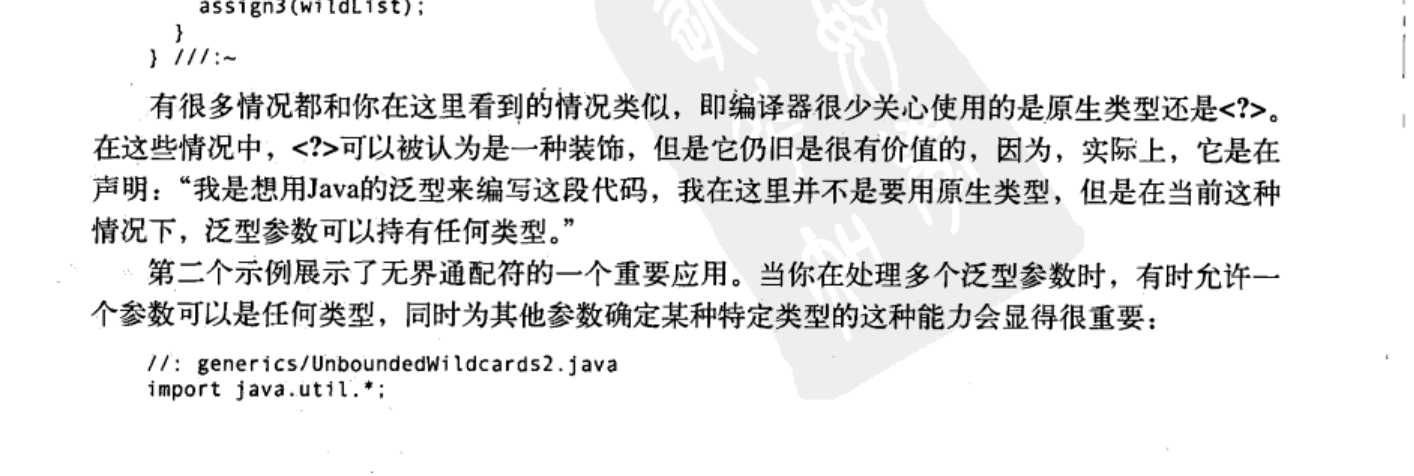 assign3(wildList);
}
} ///:~
有很多情况都和你在这里看到的情况类似，即编译器很少关心使用的是原生类型还是<?>。
在这些情况中，<?>可以被认为是一种装饰，但是它仍旧是很有价值的，因为，实际上，它是在
声明：“我是想用Java的泛型来编写这段代码，我在这里并不是要用原生类型，但是在当前这种
情况下，泛型参数可以持有任何类型。”
第二个示例展示了无界通配符的一个重要应用。当你在处理多个泛型参数时，有时允许一
个参数可以是任何类型，同时为其他参数确定某种特定类型的这种能力会显得很重要：
//: generics/UnboundedWildcards2.java
import java.util.*;